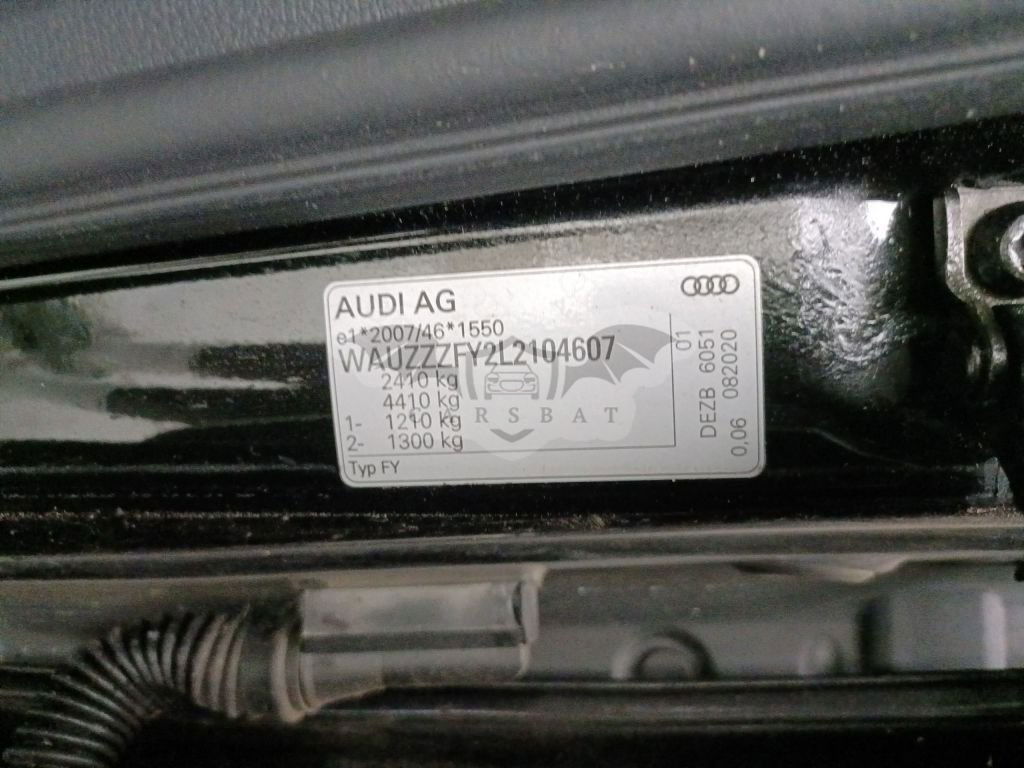 AUDI AG
e1*2007/46*1550
WAUZZZFY2L2104607
2410 kg
4410 kg
1- 1210 kg
2- 1300 kg
Typ FY
01
DEZB 6051
0,06 082020
CARSBAT